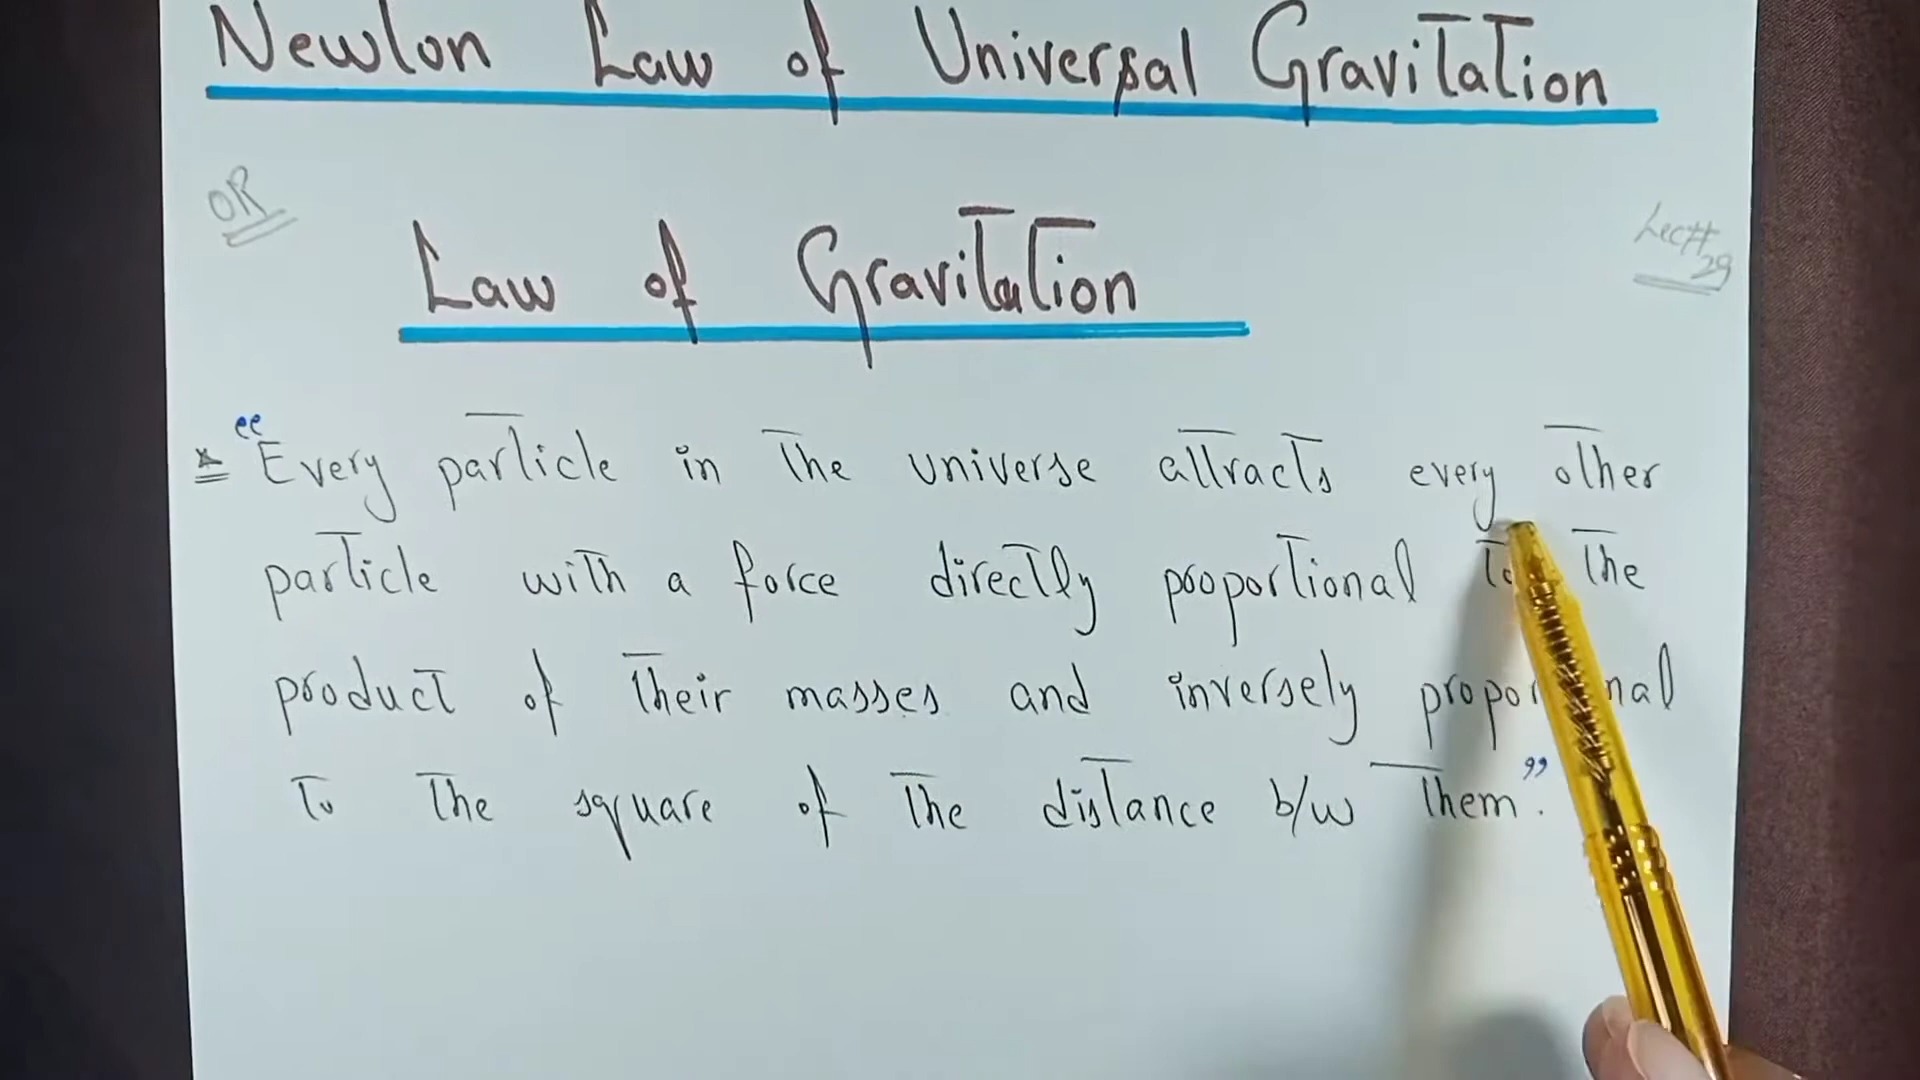 Newton Law of Universal Gravitation
OR
Lec# 29
Law of Gravitation
"Every particle in the universe attracts every other
particle with a force directly proportional to the
product of their masses and inversely proportional
to the square of the distance b/w them".